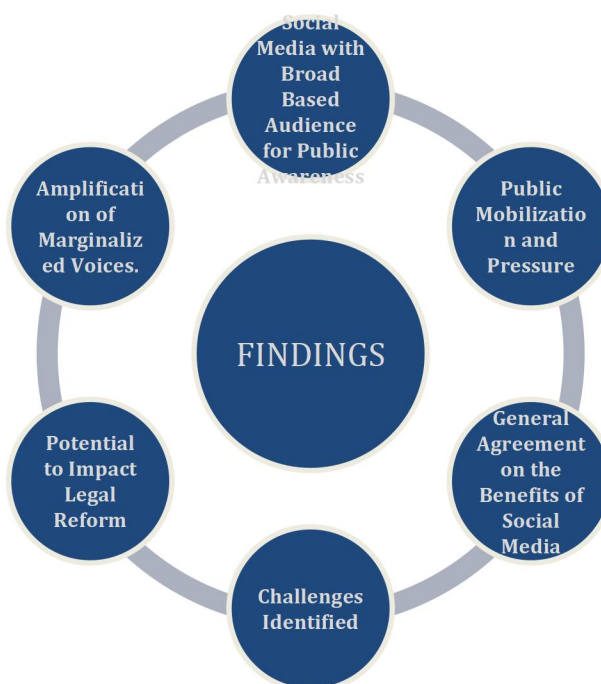 Social
Media with
Broad
Based
Audience
for Public
Awareness
Public
Mobilizatio
n and
Pressure
General
Agreement
on the
Benefits of
Social
Media
Challenges
Identified
Potential
to Impact
Legal
Reform
Amplificati
on of
Marginaliz
ed Voices.
FINDINGS